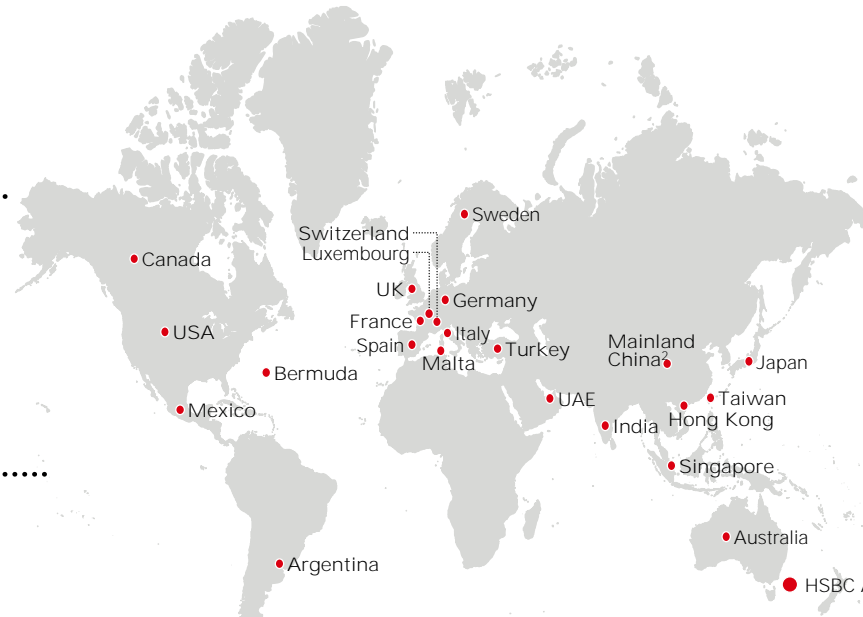 Sweden
Switzerland
Luxembourg
Canada
UK
Germany
France
USA
Italy
Spain
Malta
Turkey
Mainland
China²
Japan
Bermuda
UAE
Taiwan
Mexico
Hong Kong
India
Singapore
Australia
Argentina
HSBC